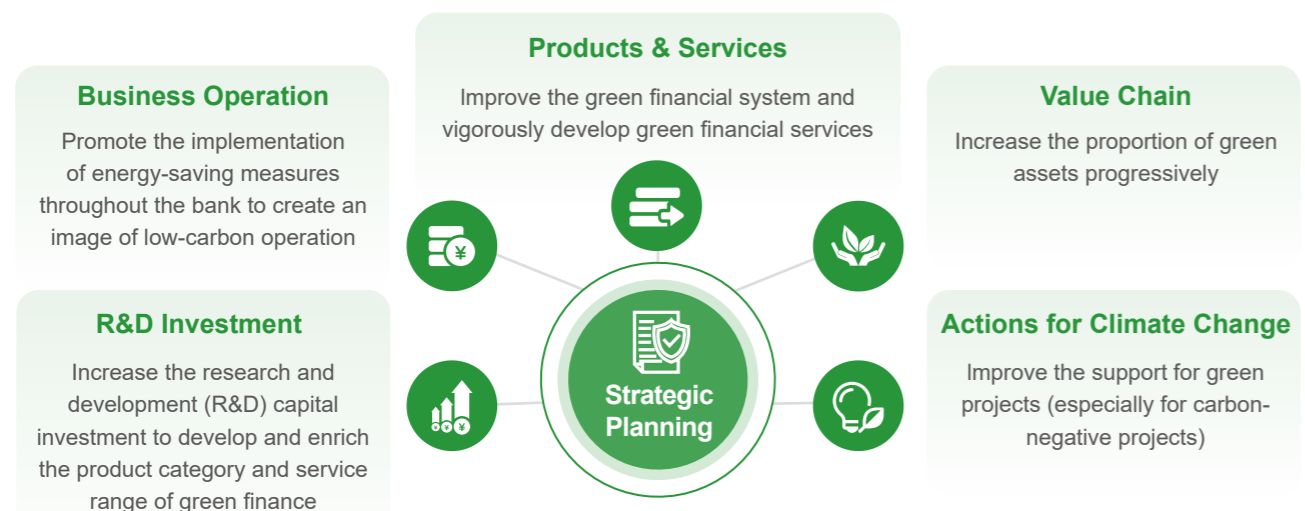 Products & Services
Improve the green financial system and
vigorously develop green financial services
Business Operation
Promote the implementation
of energy-saving measures
throughout the bank to create an
image of low-carbon operation
Value Chain
Increase the proportion of green
assets progressively
¥
R&D Investment
Increase the research and
development (R&D) capital
investment to develop and enrich
the product category and service
range of green finance
¥ ¥ ¥
Strategic
Planning
Actions for Climate Change
Improve the support for green
projects (especially for carbon-
negative projects)